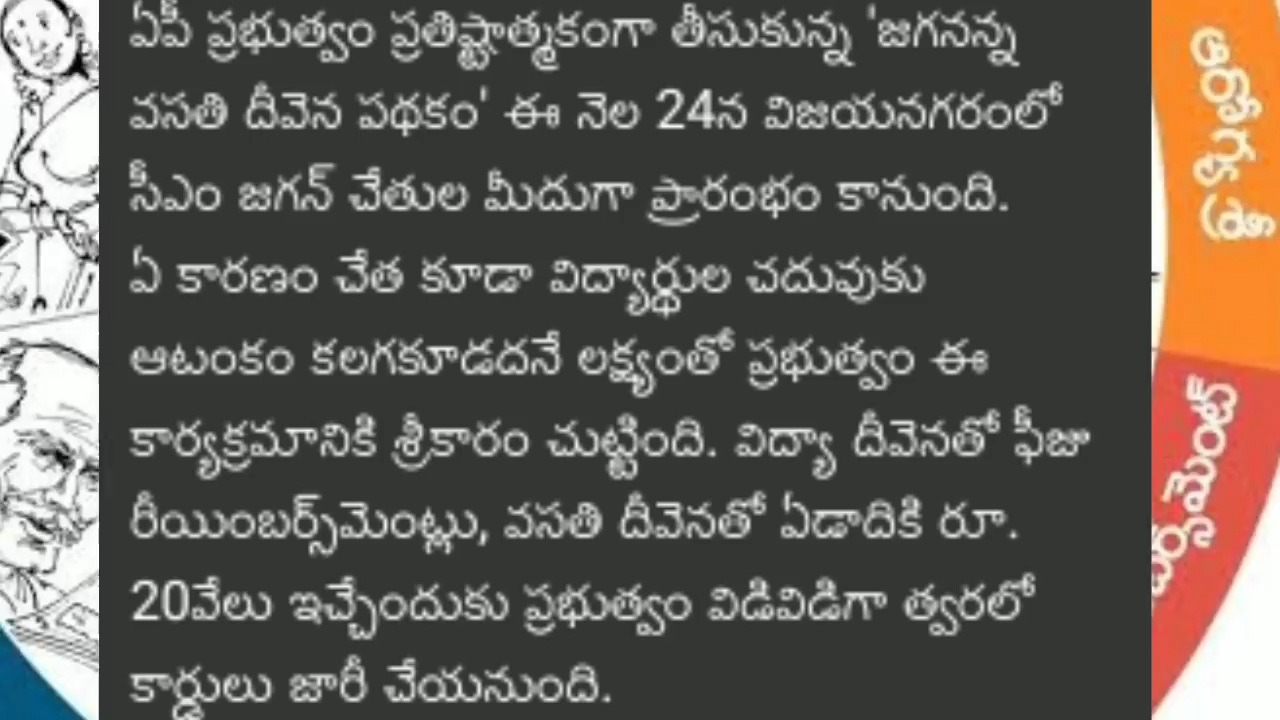 ఏపీ ప్రభుత్వం ప్రతిష్టాత్మకంగా తీసుకున్న 'జగనన్న
వసతి దీవెన పథకం' ఈ నెల 24న విజయనగరంలో
సీఎం జగన్ చేతుల మీదుగా ప్రారంభం కానుంది.
ఏ కారణం చేత కూడా విద్యార్థుల చదువుకు
ఆటంకం కలగకూడదనే లక్ష్యంతో ప్రభుత్వం ఈ
కార్యక్రమానికి శ్రీకారం చుట్టింది. విద్యా దీవెనతో ఫీజు
రీయింబర్స్‌మెంట్లు, వసతి దీవెనతో ఏడాదికి రూ.
20వేలు ఇచ్చేందుకు ప్రభుత్వం విడివిడిగా త్వరలో
కార్డులు జారీ చేయనుంది.
ఆరోగ్య శ్రీ